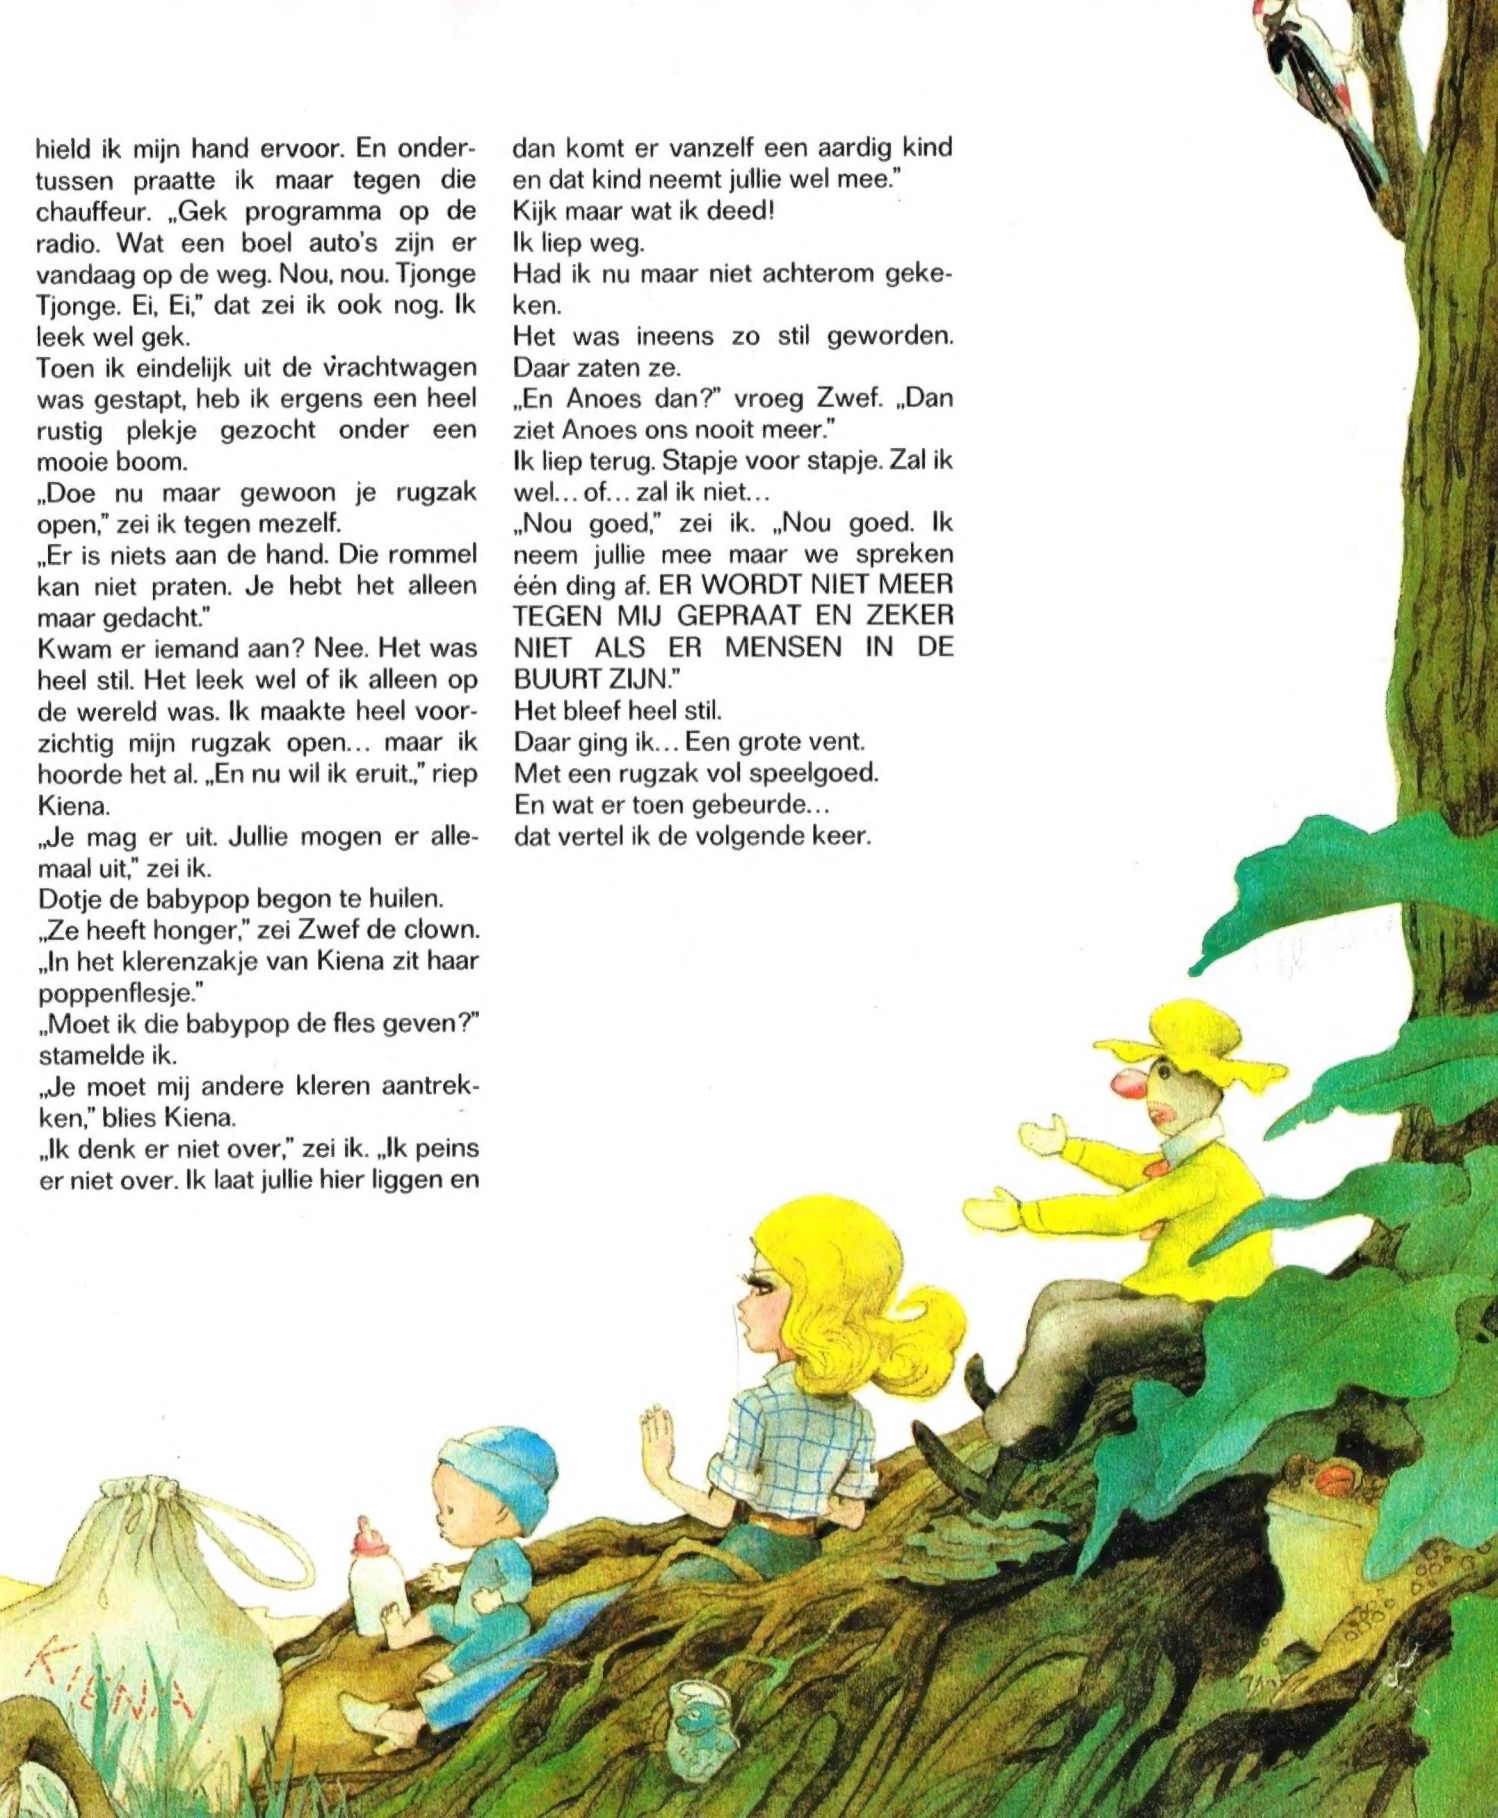 hield ik mijn hand ervoor. En onder-
tussen praatte ik maar tegen die
chauffeur. „Gek programma op de
radio. Wat een boel auto's zijn er
vandaag op de weg. Nou, nou. Tjonge
Tjonge. Ei, Ei,” dat zei ik ook nog. Ik
leek wel gek.
Toen ik eindelijk uit de vrachtwagen
was gestapt, heb ik ergens een heel
rustig plekje gezocht onder een
mooie boom.
„Doe nu maar gewoon je rugzak
open,” zei ik tegen mezelf.
„Er is niets aan de hand. Die rommel
kan niet praten. Je hebt het alleen
maar gedacht.”
Kwam er iemand aan? Nee. Het was
heel stil. Het leek wel of ik alleen op
de wereld was. Ik maakte heel voor-
zichtig mijn rugzak open... maar ik
hoorde het al. „En nu wil ik eruit.,” riep
Kiena.
„Je mag er uit. Jullie mogen er alle-
maal uit,” zei ik.
Dotje de babypop begon te huilen.
„Ze heeft honger,” zei Zwef de clown.
„In het klerenzakje van Kiena zit haar
poppenflesje.”
„Moet ik die babypop de fles geven?”
stamelde ik.
„Je moet mij andere kleren aantrek-
ken,” blies Kiena.
„Ik denk er niet over,” zei ik. „Ik peins
er niet over. Ik laat jullie hier liggen en
dan komt er vanzelf een aardig kind
en dat kind neemt jullie wel mee.”
Kijk maar wat ik deed!
Ik liep weg.
Had ik nu maar niet achterom geke-
ken.
Het was ineens zo stil geworden.
Daar zaten ze.
„En Anoes dan?” vroeg Zwef. „Dan
ziet Anoes ons nooit meer.”
Ik liep terug. Stapje voor stapje. Zal ik
wel... of... zal ik niet...
„Nou goed,” zei ik. „Nou goed. Ik
neem jullie mee maar we spreken
één ding af. ER WORDT NIET MEER
TEGEN MIJ GEPRAAT EN ZEKER
NIET ALS ER MENSEN IN DE
BUURT ZIJN.”
Het bleef heel stil.
Daar ging ik... Een grote vent.
Met een rugzak vol speelgoed.
En wat er toen gebeurde...
dat vertel ik de volgende keer.
KIENA